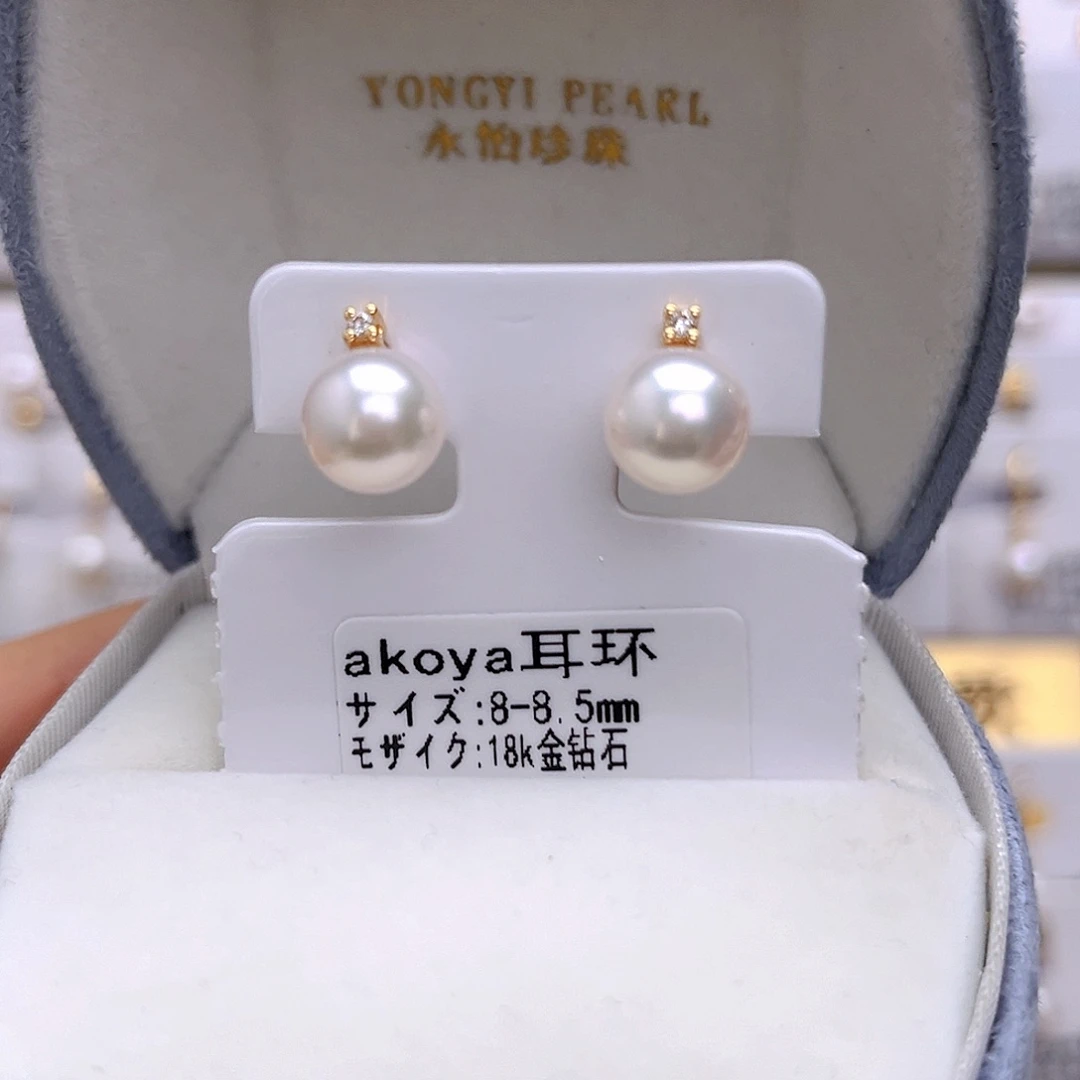 YONGYI PEARL
永怡珍珠
akoya耳环
サイズ:8-8.5mm
モザイク:18k金钻石